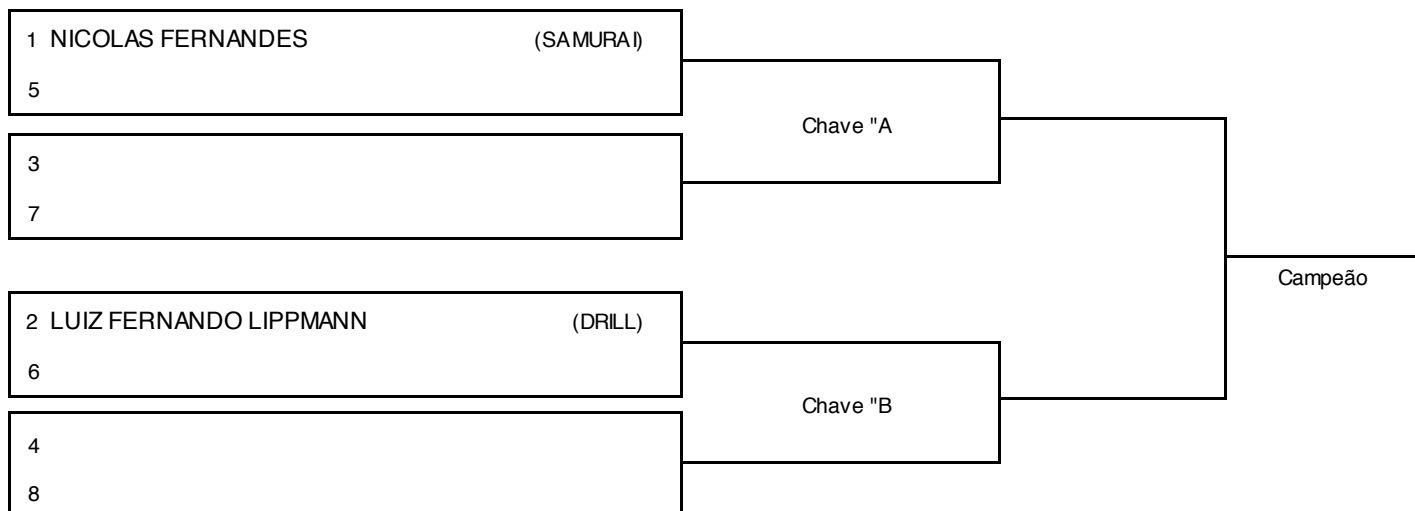 1 NICOLAS FERNANDES (SAMURAI)
5
3
7
Chave "A
2 LUIZ FERNANDO LIPPMANN (DRILL)
6
4
8
Chave "B
Campeão